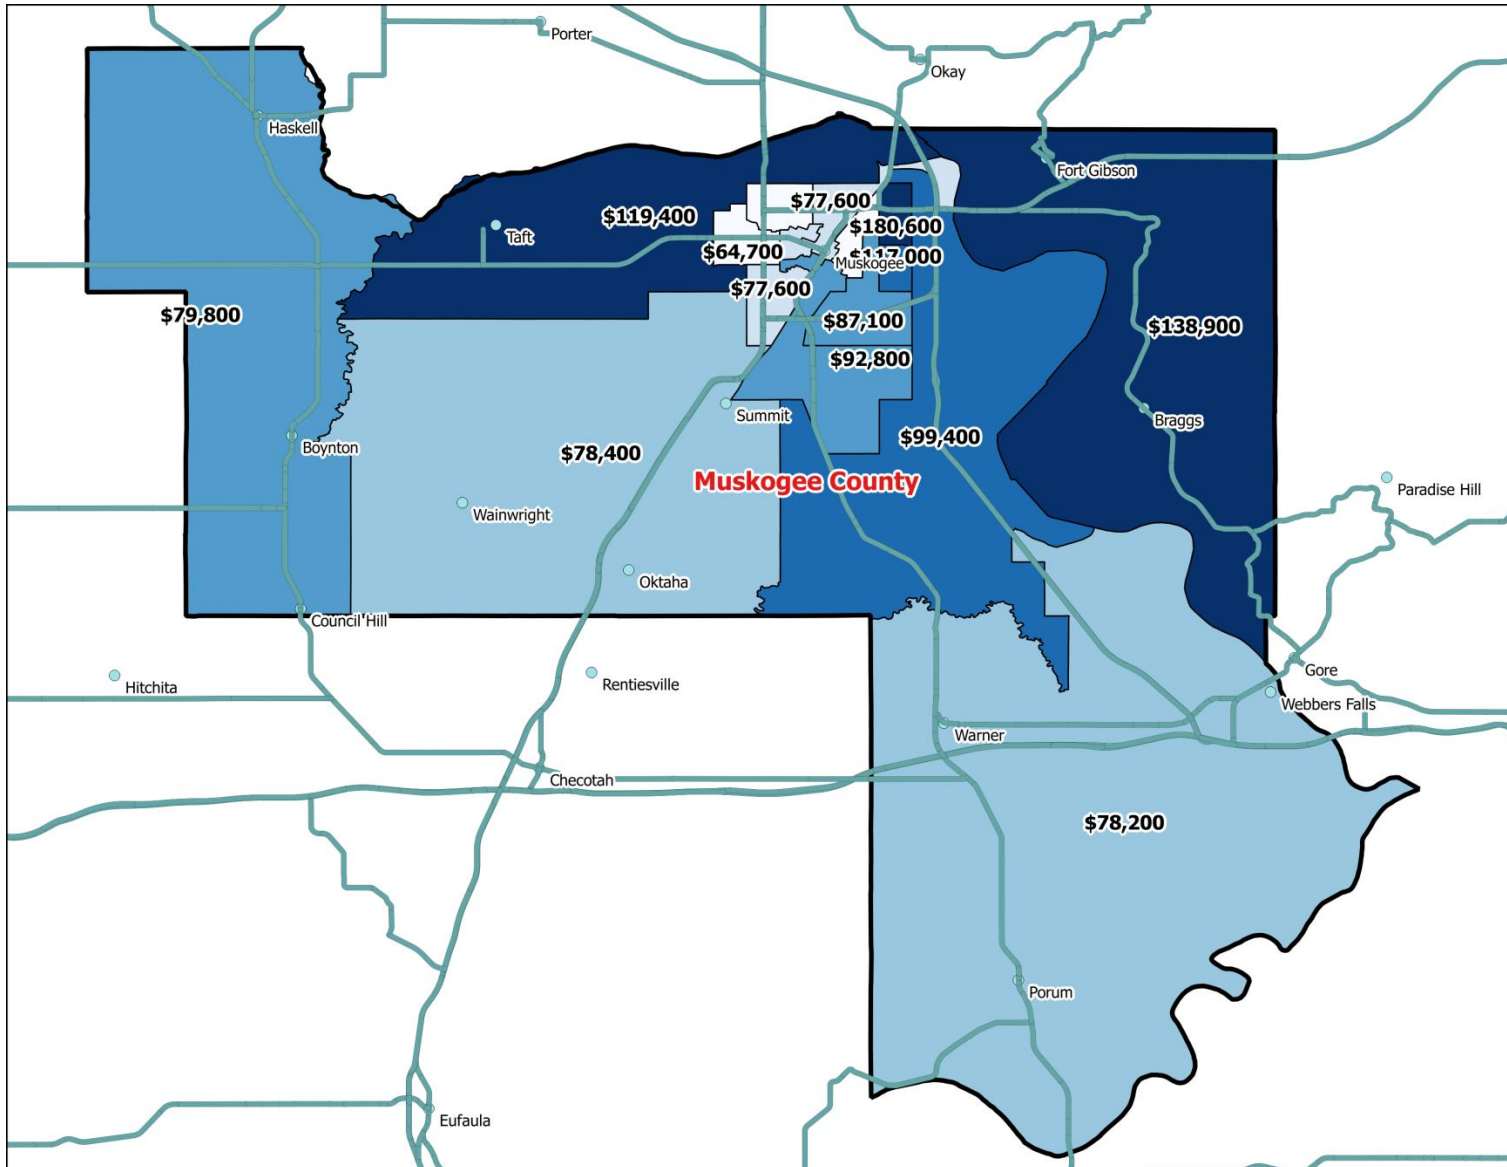 Porter
Okay
Haskell
Fort Gibson
$77,600
$119,400
$180,600
Taft
$64,700
Muskogee
$117,000
$77,600
$79,800
$87,100
$138,900
$92,800
Summit
Braggs
$99,400
Boynton
$78,400
Muskogee County
Paradise Hill
Wainwright
Oktaha
Council Hill
Gore
Hitchita
Rentiesville
Webbers Falls
Warner
Checotah
$78,200
Porum
Eufaula